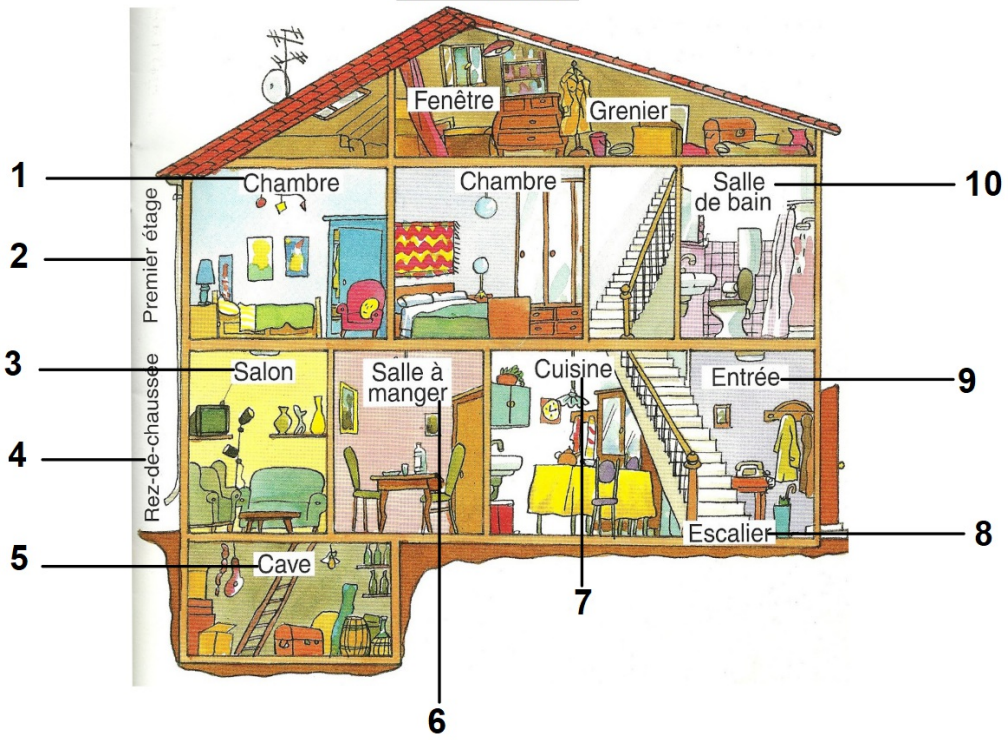 Fenêtre
Grenier
1
Chambre
Chambre
Salle
de bain
10
2
Premier étage
3
Salon
Salle à
manger
Cuisine
Entrée
9
4
Rez-de-chaussee
Escalier
8
5
Cave
7
6